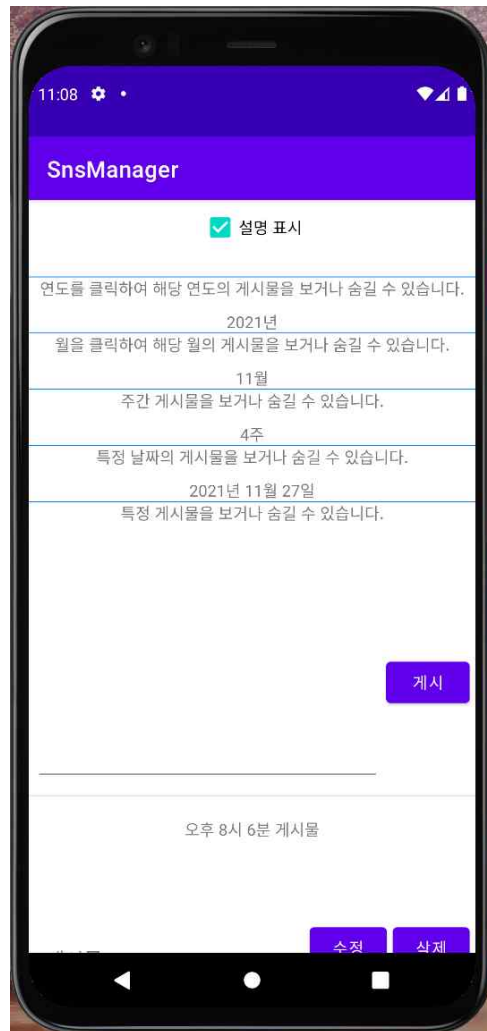 11:08
SnsManager
설명 표시
연도를 클릭하여 해당 연도의 게시물을 보거나 숨길 수 있습니다.
2021년
월을 클릭하여 해당 월의 게시물을 보거나 숨길 수 있습니다.
11월
주간 게시물을 보거나 숨길 수 있습니다.
4주
특정 날짜의 게시물을 보거나 숨길 수 있습니다.
2021년 11월 27일
특정 게시물을 보거나 숨길 수 있습니다.
게시
오후 8시 6분 게시물
수정 삭제